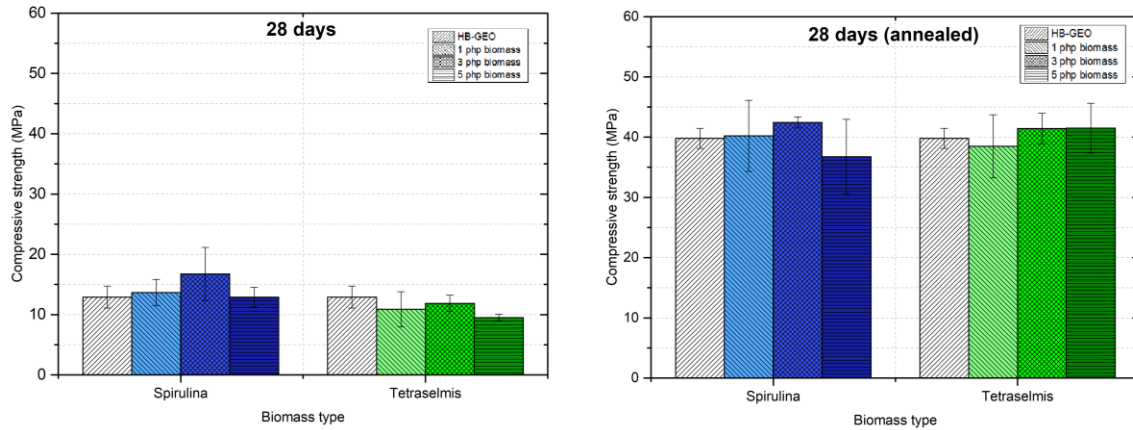 28 days
HB-GEO
1 php biomass
3 php biomass
5 php biomass
60
50
40
30
20
10
0
Compressive strength (MPa)
Spirulina
Tetraselmis
Biomass type
28 days (annealed)
HB-GEO
1 php biomass
3 php biomass
5 php biomass
60
50
40
30
20
10
0
Compressive strength (MPa)
Spirulina
Tetraselmis
Biomass type